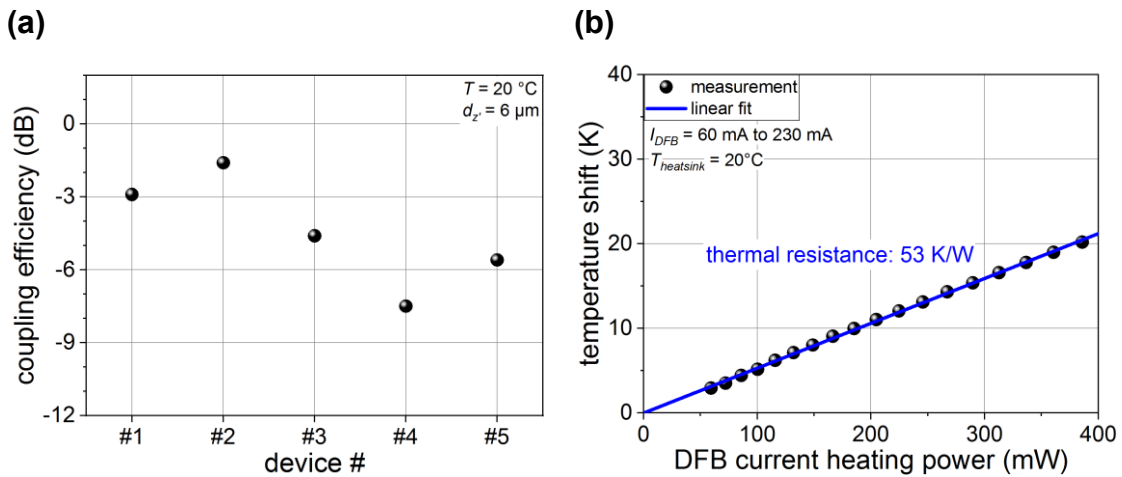 (a)
(b)
T = 20 °C
d_z' = 6 µm
0
-3
-6
-9
-12
coupling efficiency (dB)
#1 #2 #3 #4 #5
device #
measurement
linear fit
I_DFB = 60 mA to 230 mA
T_heatsink = 20°C
thermal resistance: 53 K/W
40
30
20
10
0
temperature shift (K)
0 100 200 300 400
DFB current heating power (mW)